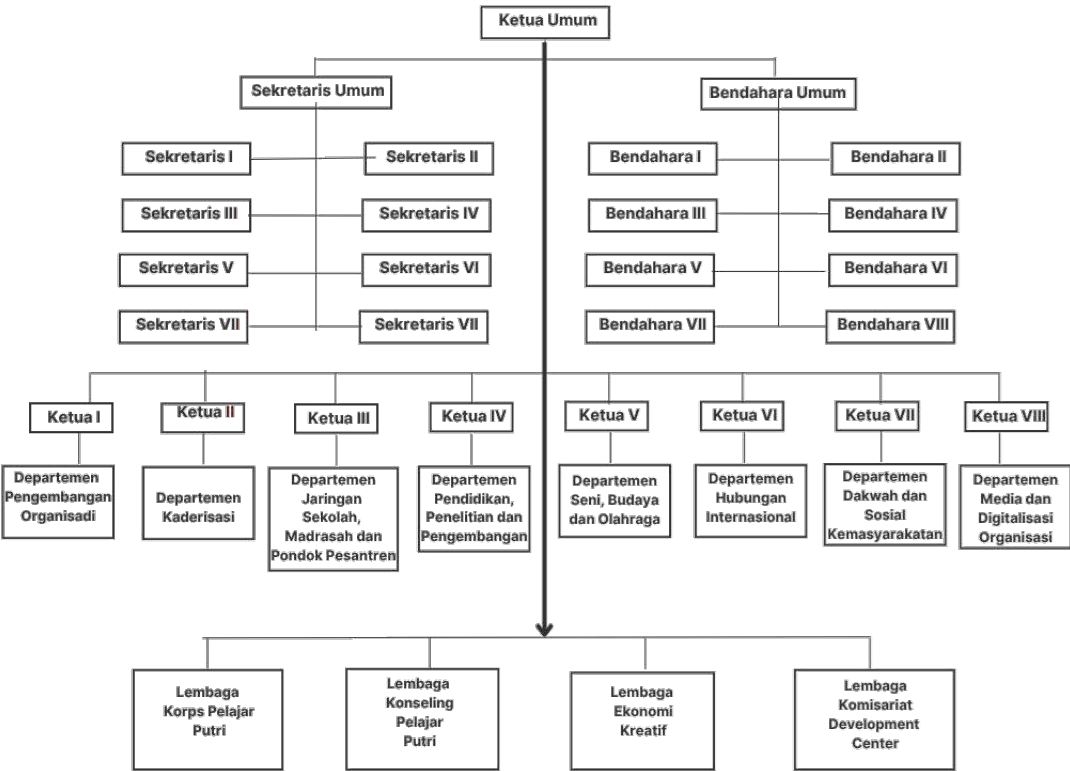 Ketua Umum
Sekretaris Umum
Bendahara Umum
Sekretaris I
Sekretaris II
Bendahara I
Bendahara II
Sekretaris III
Sekretaris IV
Bendahara III
Bendahara IV
Sekretaris V
Sekretaris VI
Bendahara V
Bendahara VI
Sekretaris VII
Sekretaris VII
Bendahara VII
Bendahara VIII
Ketua I
Ketua II
Ketua III
Ketua IV
Ketua V
Ketua VI
Ketua VII
Ketua VIII
Departemen
Pengembangan
Organisadi
Departemen
Kaderisasi
Departemen
Jaringan
Sekolah,
Madrasah dan
Pondok Pesantren
Departemen
Pendidikan,
Penelitian dan
Pengembangan
Departemen
Seni, Budaya
dan Olahraga
Departemen
Hubungan
Internasional
Departemen
Dakwah dan
Sosial
Kemasyarakatan
Departemen
Media dan
Digitalisasi
Organisasi
Lembaga
Korps Pelajar
Putri
Lembaga
Konseling
Pelajar
Putri
Lembaga
Ekonomi
Kreatif
Lembaga
Komisariat
Development
Center